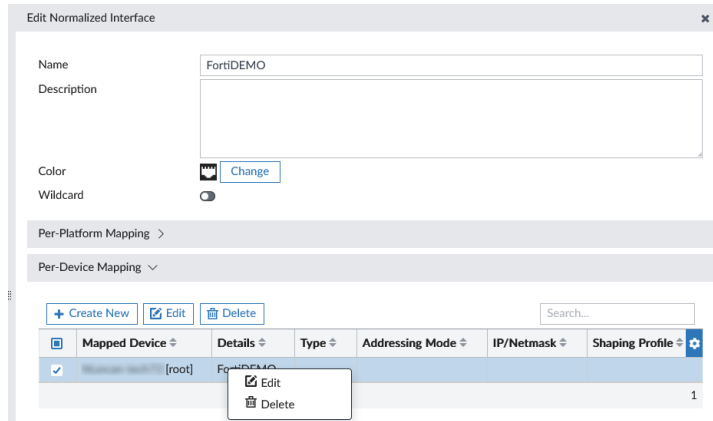 Edit Normalized Interface
Name FortiDEMO
Description
Color Change
Wildcard
Per-Platform Mapping
Per-Device Mapping
Create New Edit Delete Search...
Mapped Device Details Type Addressing Mode IP/Netmask Shaping Profile
[root] FortiDEMO
Edit
Delete
1